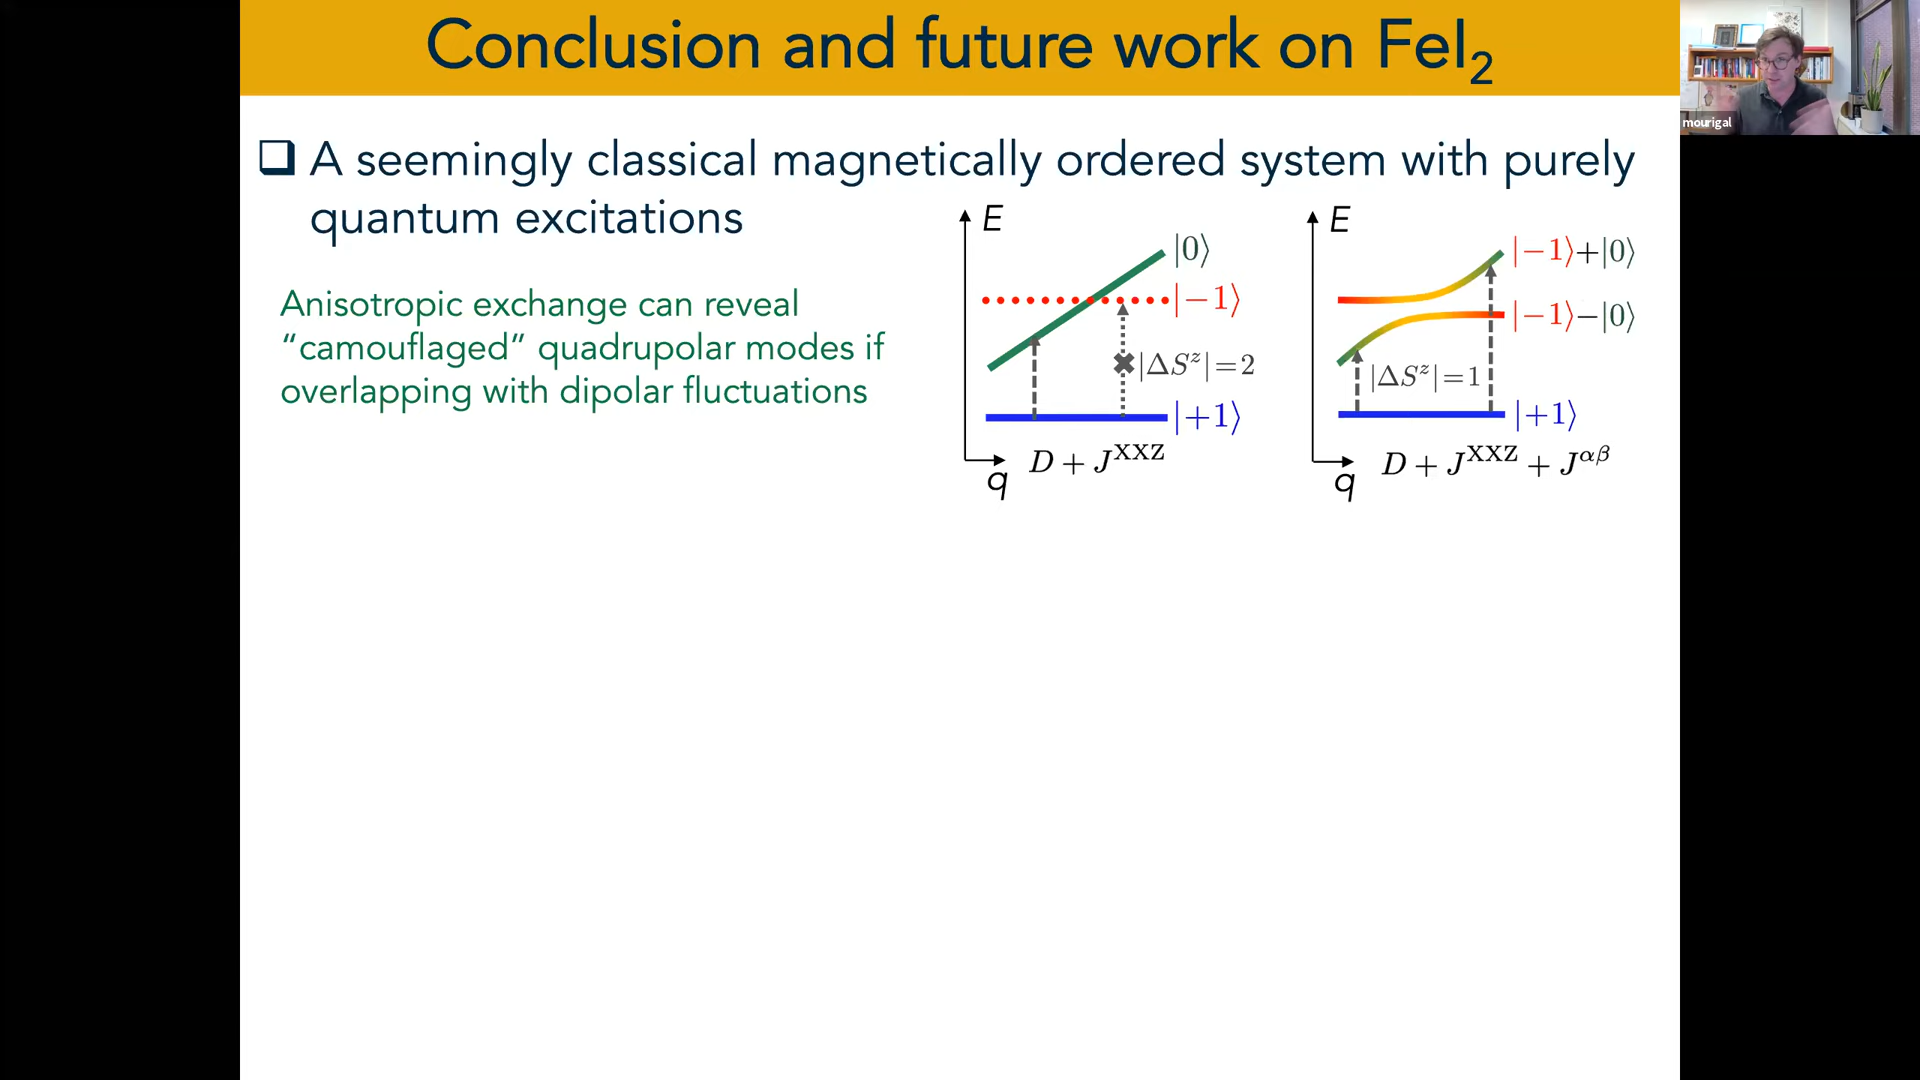 Conclusion and future work on FeI₂
mourigal
❑ A seemingly classical magnetically ordered system with purely
quantum excitations
Anisotropic exchange can reveal
“camouflaged” quadrupolar modes if
overlapping with dipolar fluctuations
E
|0⟩
|−1⟩
|ΔSᶻ|=2
|+1⟩
q
D + J^XXZ
E
|−1⟩+|0⟩
|−1⟩−|0⟩
|ΔSᶻ|=1
|+1⟩
q
D + J^XXZ + J^αβ